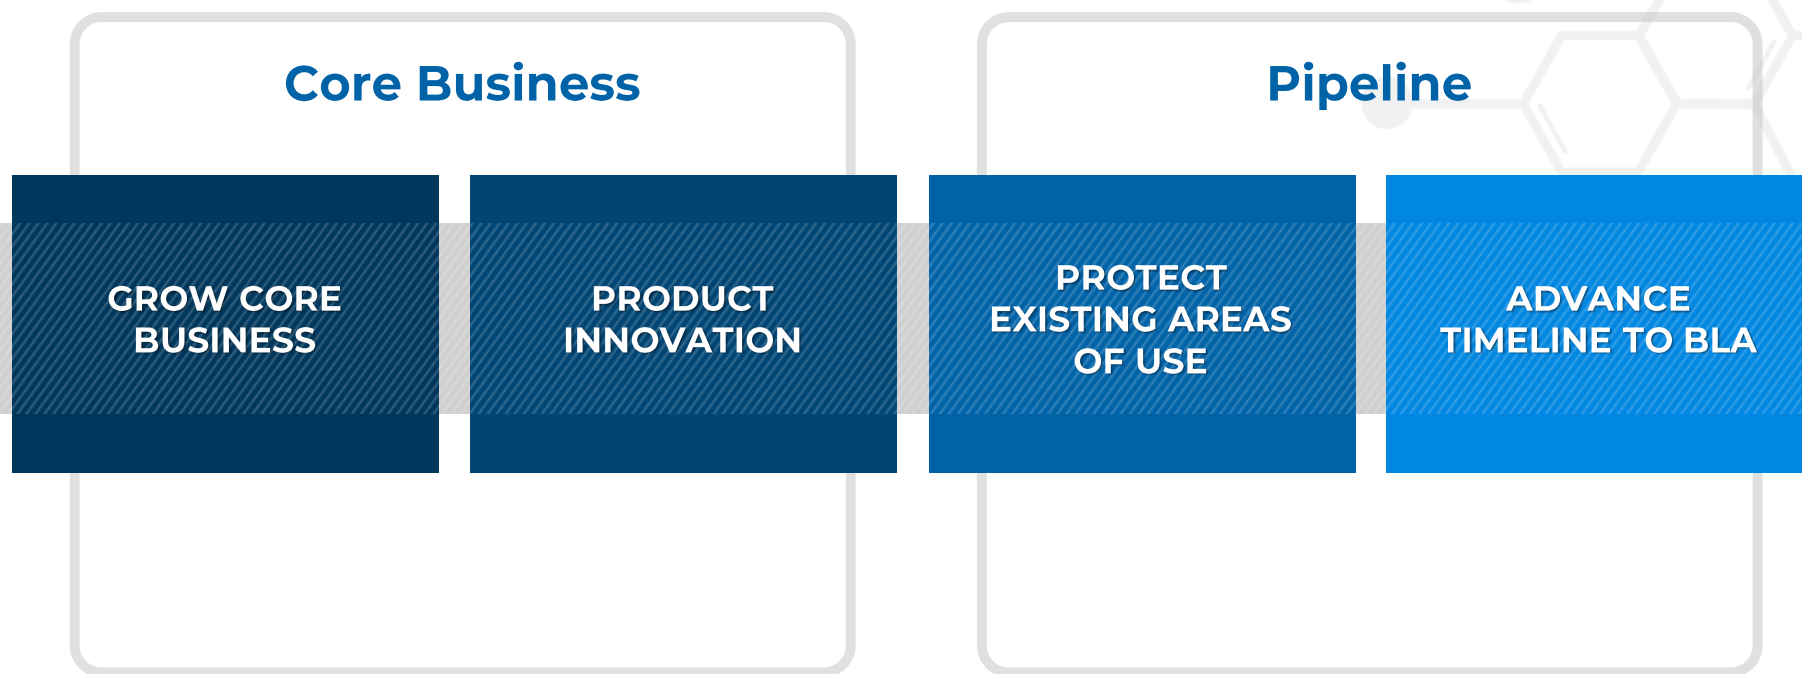 Core Business
Pipeline
GROW CORE
BUSINESS
PRODUCT
INNOVATION
PROTECT
EXISTING AREAS
OF USE
ADVANCE
TIMELINE TO BLA